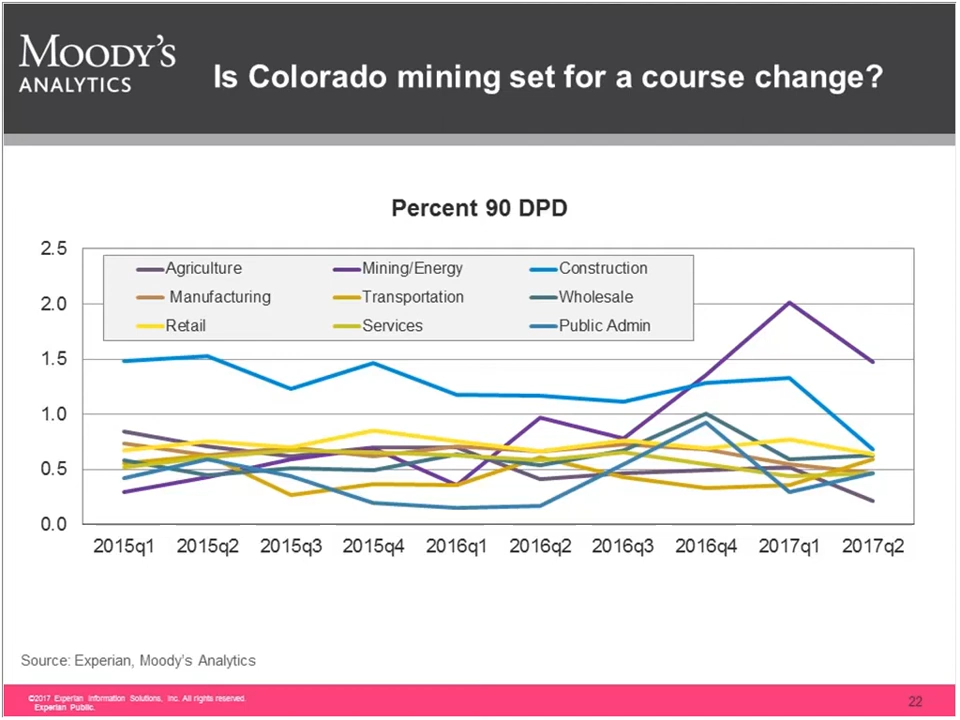 MOODY'S
ANALYTICS
Is Colorado mining set for a course change?
Percent 90 DPD
2.5
2.0
1.5
1.0
0.5
0.0
Agriculture Mining/Energy Construction
Manufacturing Transportation Wholesale
Retail Services Public Admin
2015q1 2015q2 2015q3 2015q4 2016q1 2016q2 2016q3 2016q4 2017q1 2017q2
Source: Experian, Moody's Analytics
©2017 Experian Information Solutions, Inc. All rights reserved.
Experian Public.
22